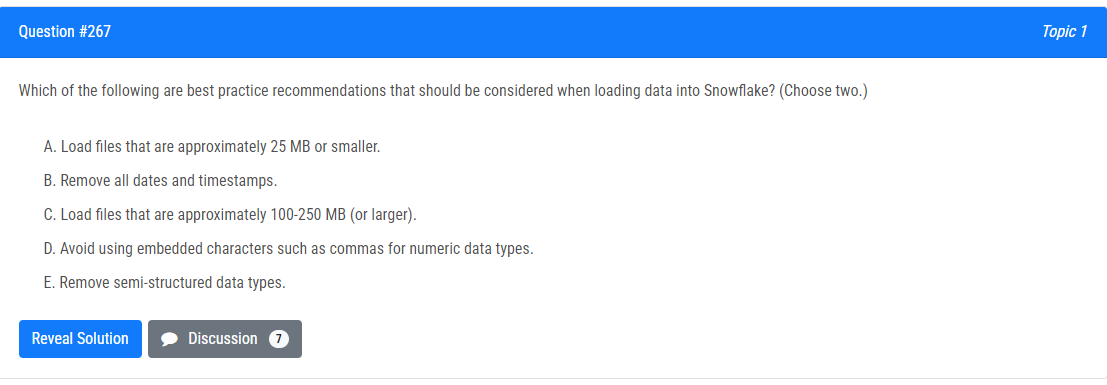 Question #267
Topic 1
Which of the following are best practice recommendations that should be considered when loading data into Snowflake? (Choose two.)
A. Load files that are approximately 25 MB or smaller.
B. Remove all dates and timestamps.
C. Load files that are approximately 100-250 MB (or larger).
D. Avoid using embedded characters such as commas for numeric data types.
E. Remove semi-structured data types.
Reveal Solution
Discussion 7